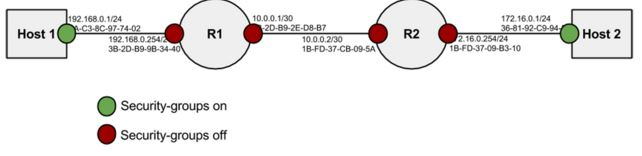 Host 1
192.168.0.1/24
A-C3-8C-97-74-02
192.168.0.254/2
3B-2D-B9-9B-34-40
R1
10.0.0.1/30
-2D-B9-2E-D8-B7
10.0.0.2/30
1B-FD-37-CB-09-5A
R2
172.16.0.1/24
36-81-92-C9-94-
2.16.0.254/24
1B-FD-37-09-B3-10
Host 2
Security-groups on
Security-groups off